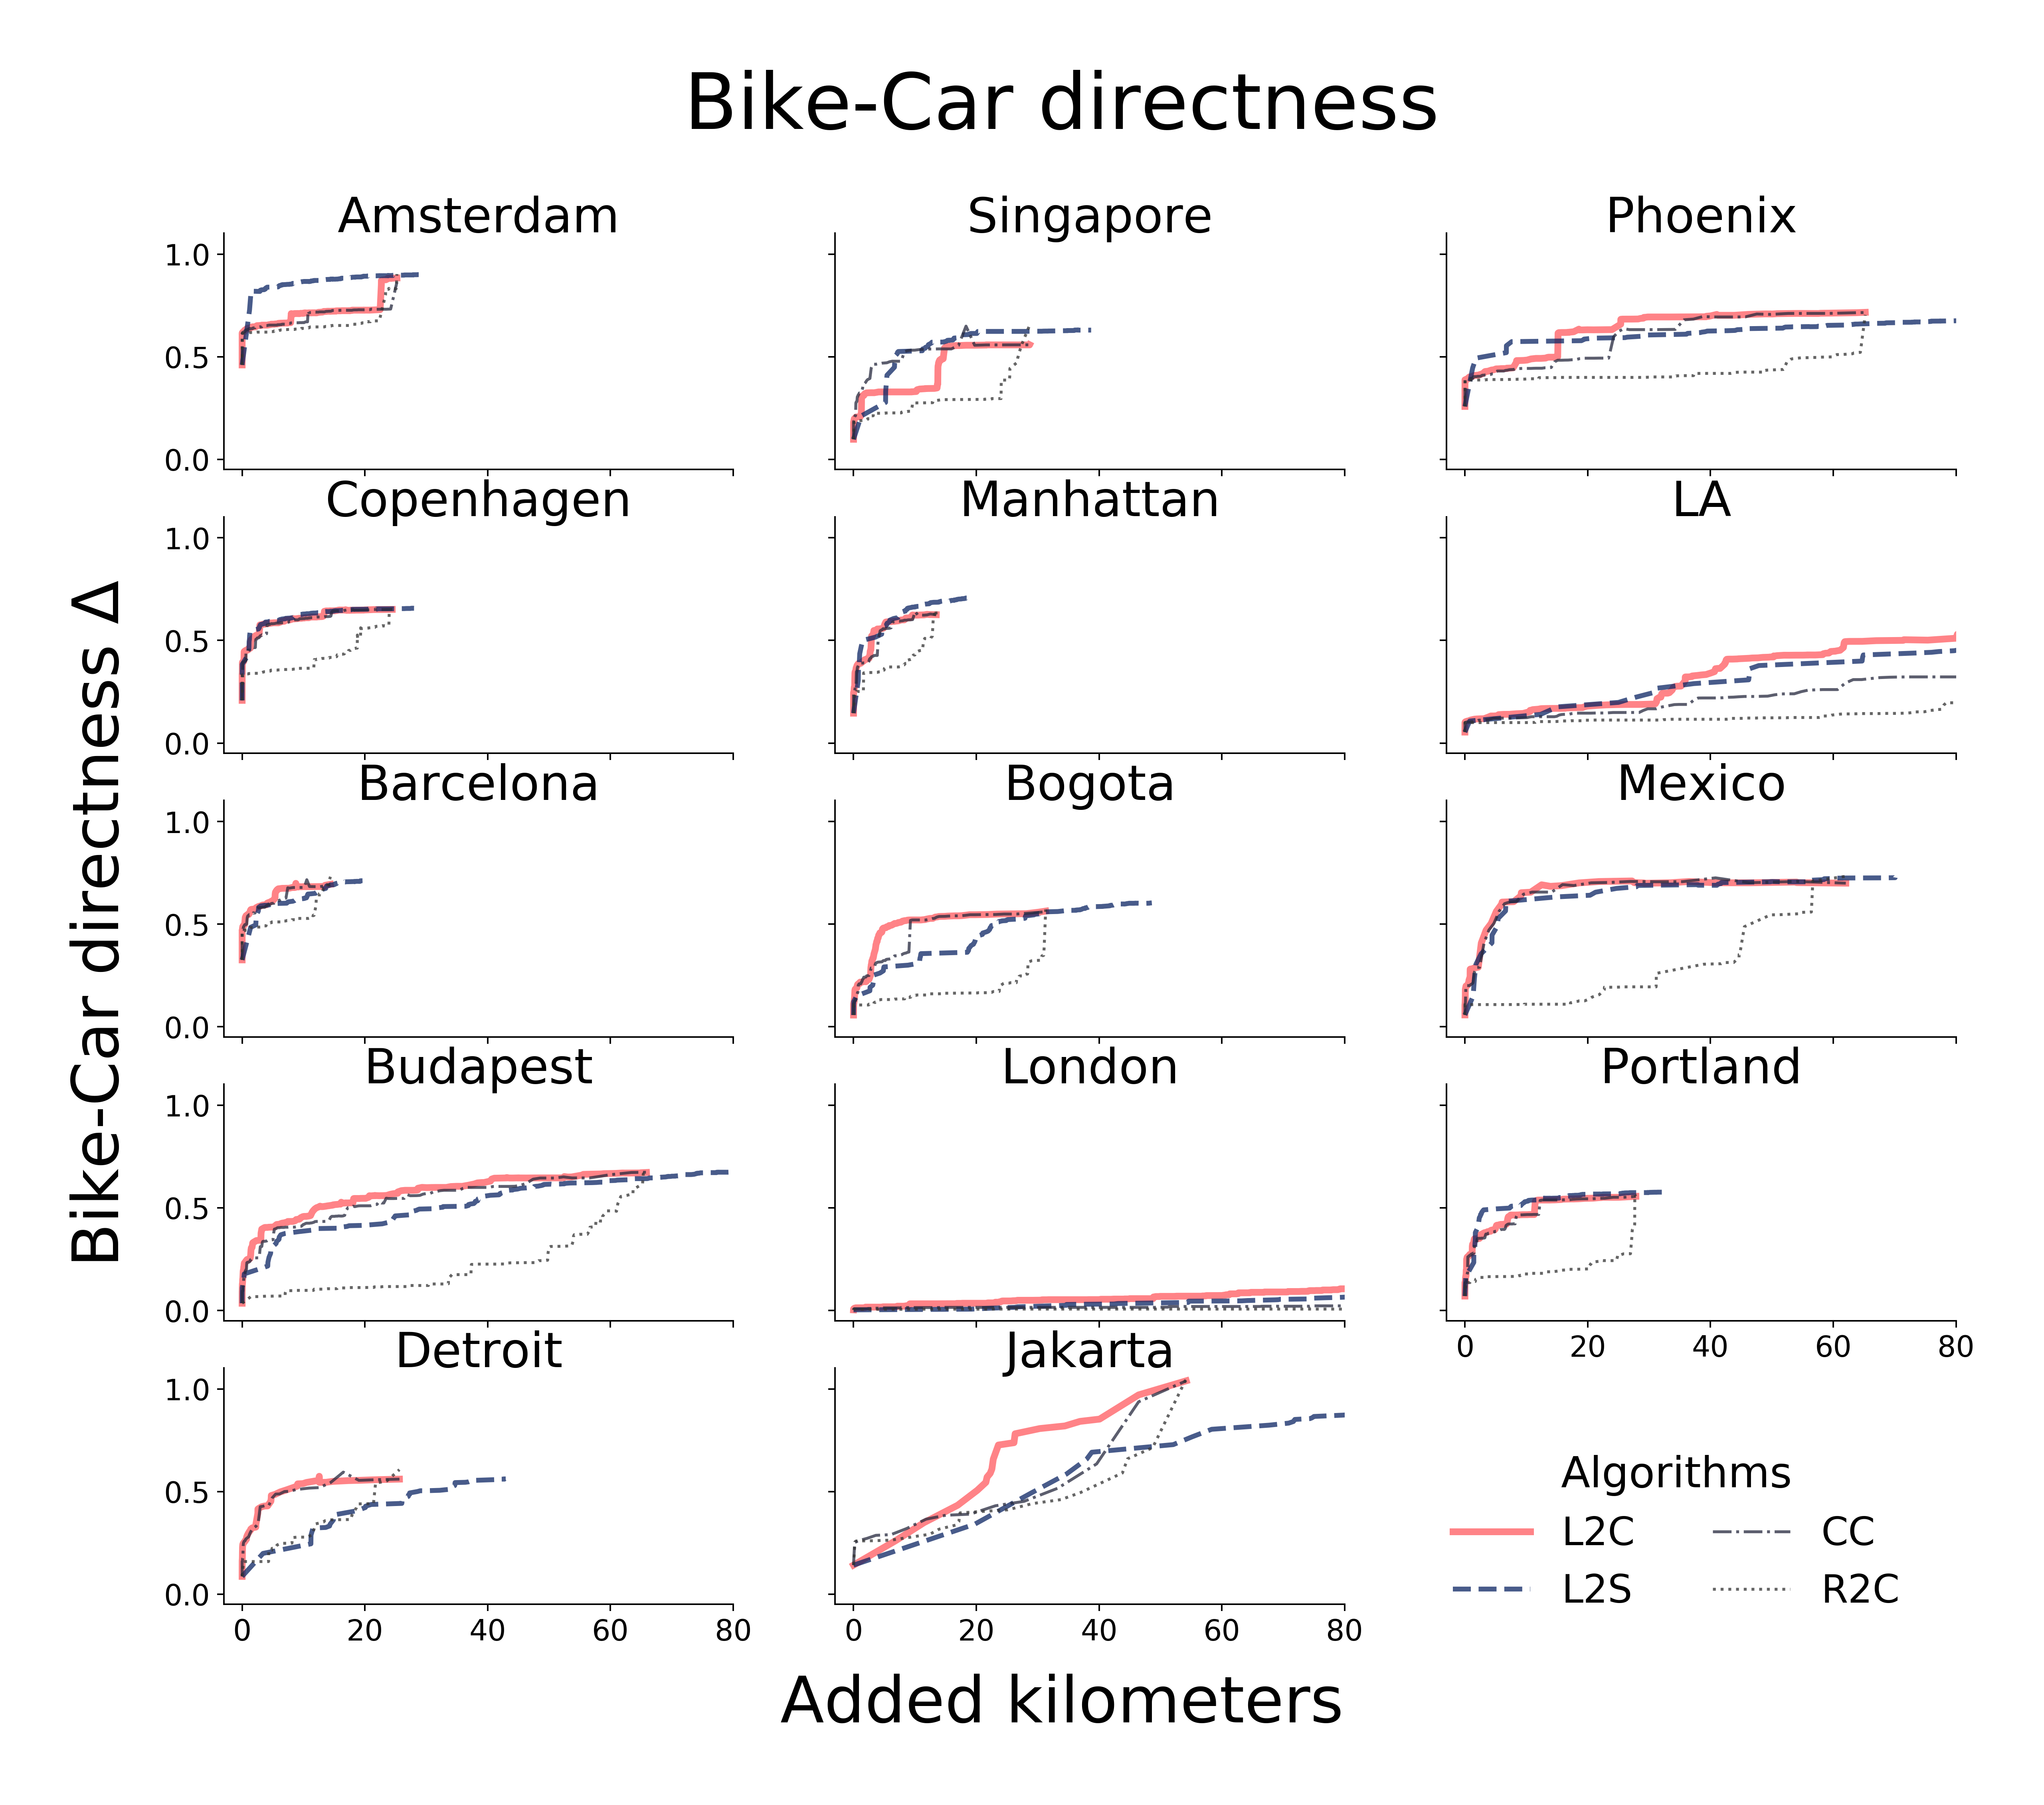 Bike-Car directness
Bike-Car directness Δ
Amsterdam
Singapore
Phoenix
1.0
0.5
0.0
Copenhagen
Manhattan
LA
1.0
0.5
0.0
Barcelona
Bogota
Mexico
1.0
0.5
0.0
Budapest
London
Portland
1.0
0.5
0.0
0 20 40 60 80
Detroit
Jakarta
1.0
0.5
0.0
0 20 40 60 80
0 20 40 60 80
Algorithms
L2C
CC
L2S
R2C
Added kilometers